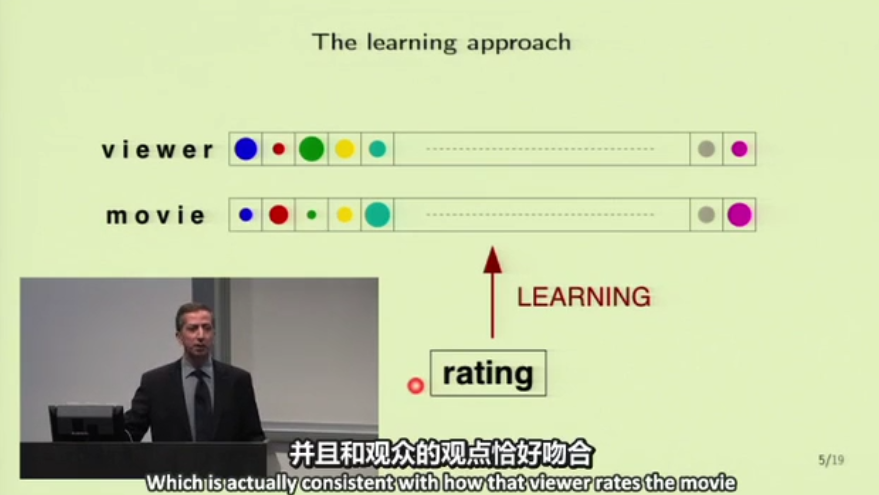 The learning approach
viewer
movie
LEARNING
rating
并且和观众的观点恰好吻合
Which is actually consistent with how that viewer rates the movie
5/19